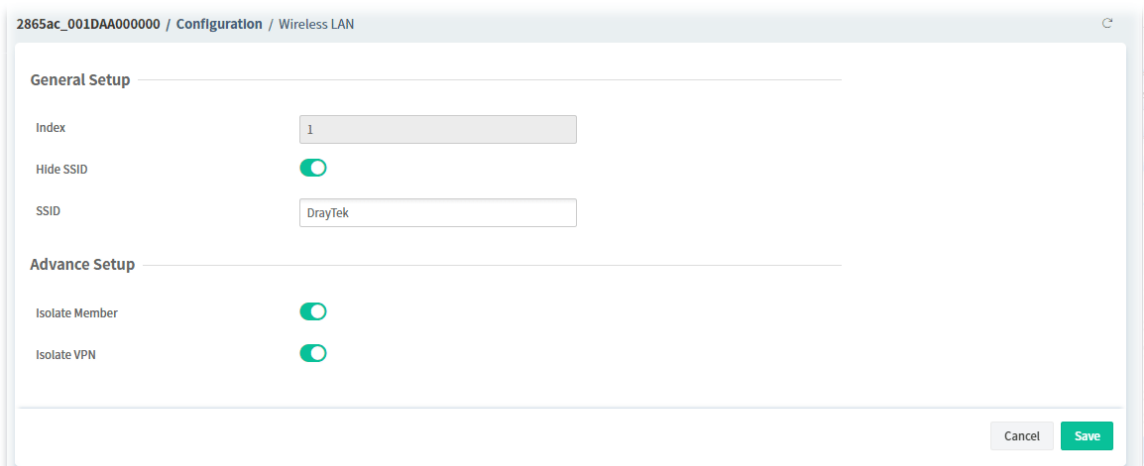 2865ac_001DAA000000 / Configuration / Wireless LAN
General Setup
Index
1
Hide SSID
SSID
DrayTek
Advance Setup
Isolate Member
Isolate VPN
Cancel
Save